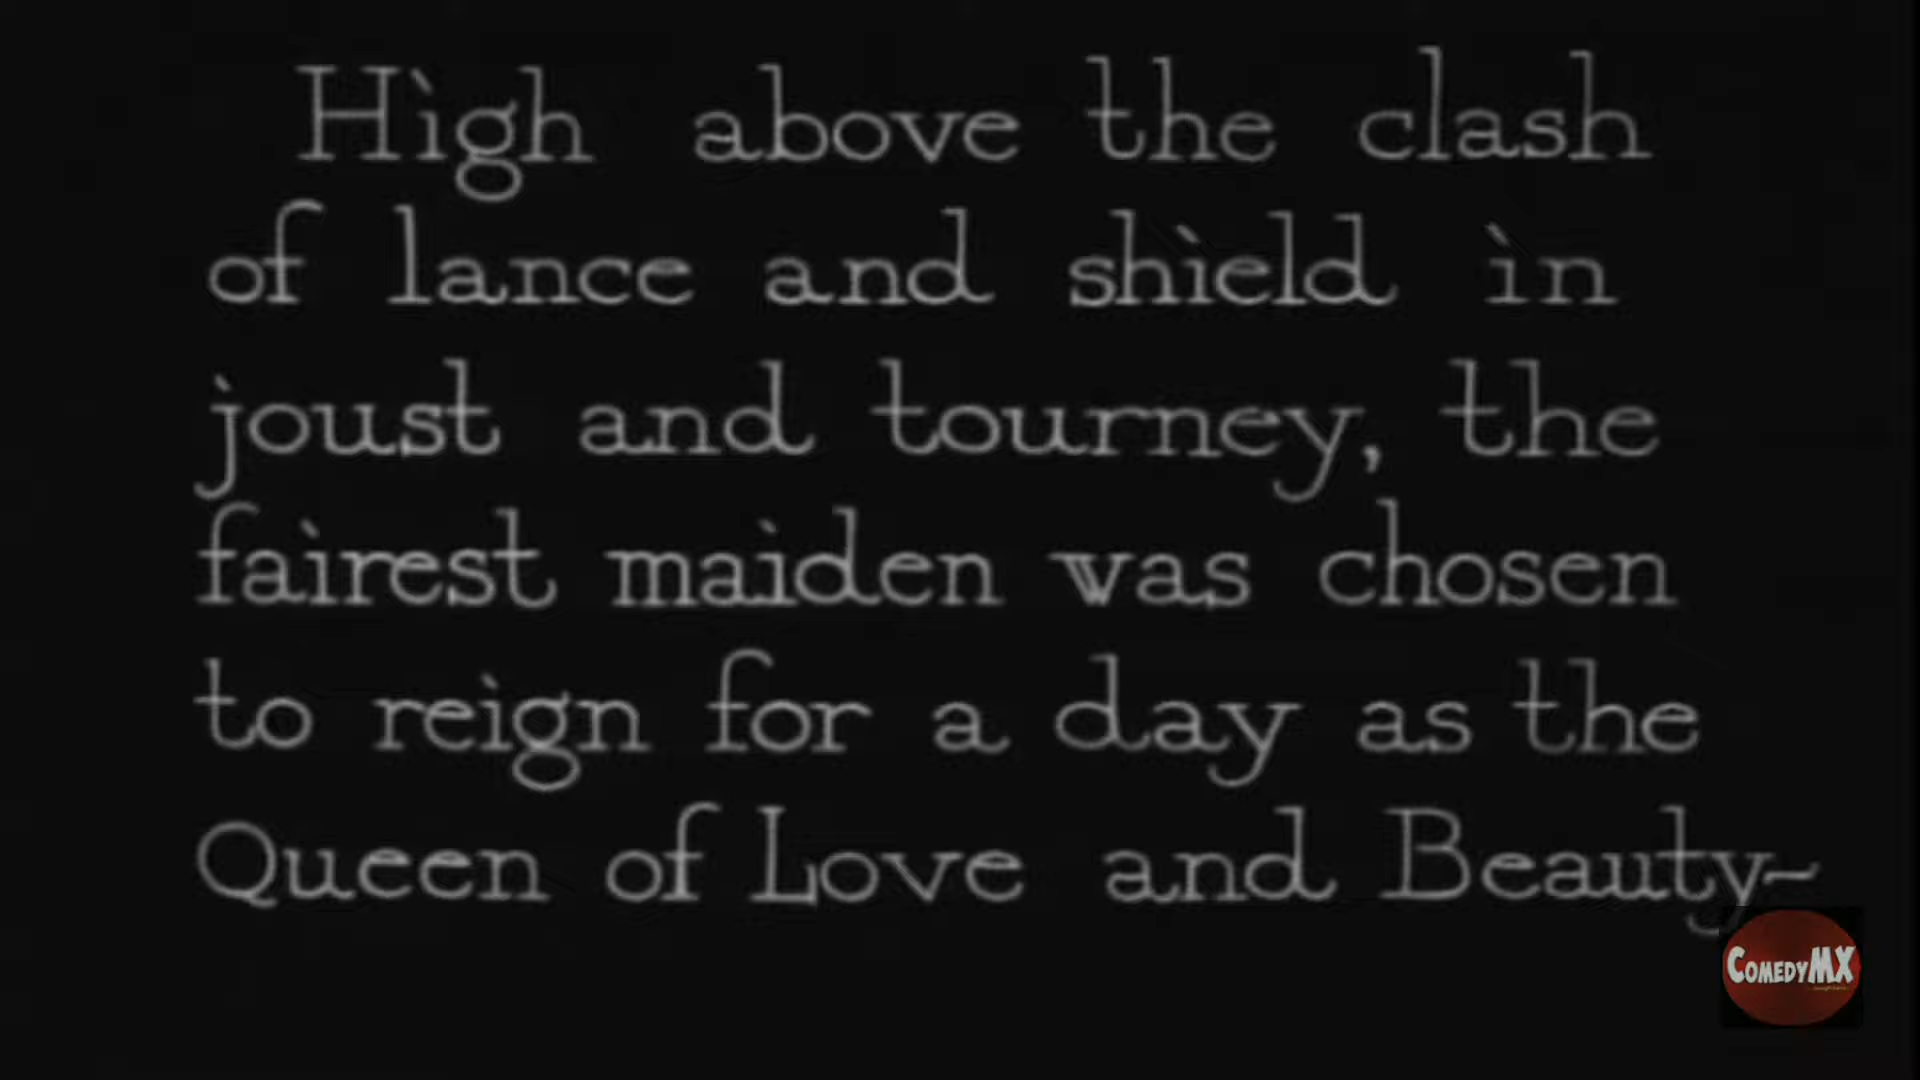 High above the clash
of lance and shield in
joust and tourney, the
fairest maiden was chosen
to reign for a day as the
Queen of Love and Beauty-
COMEDYMX